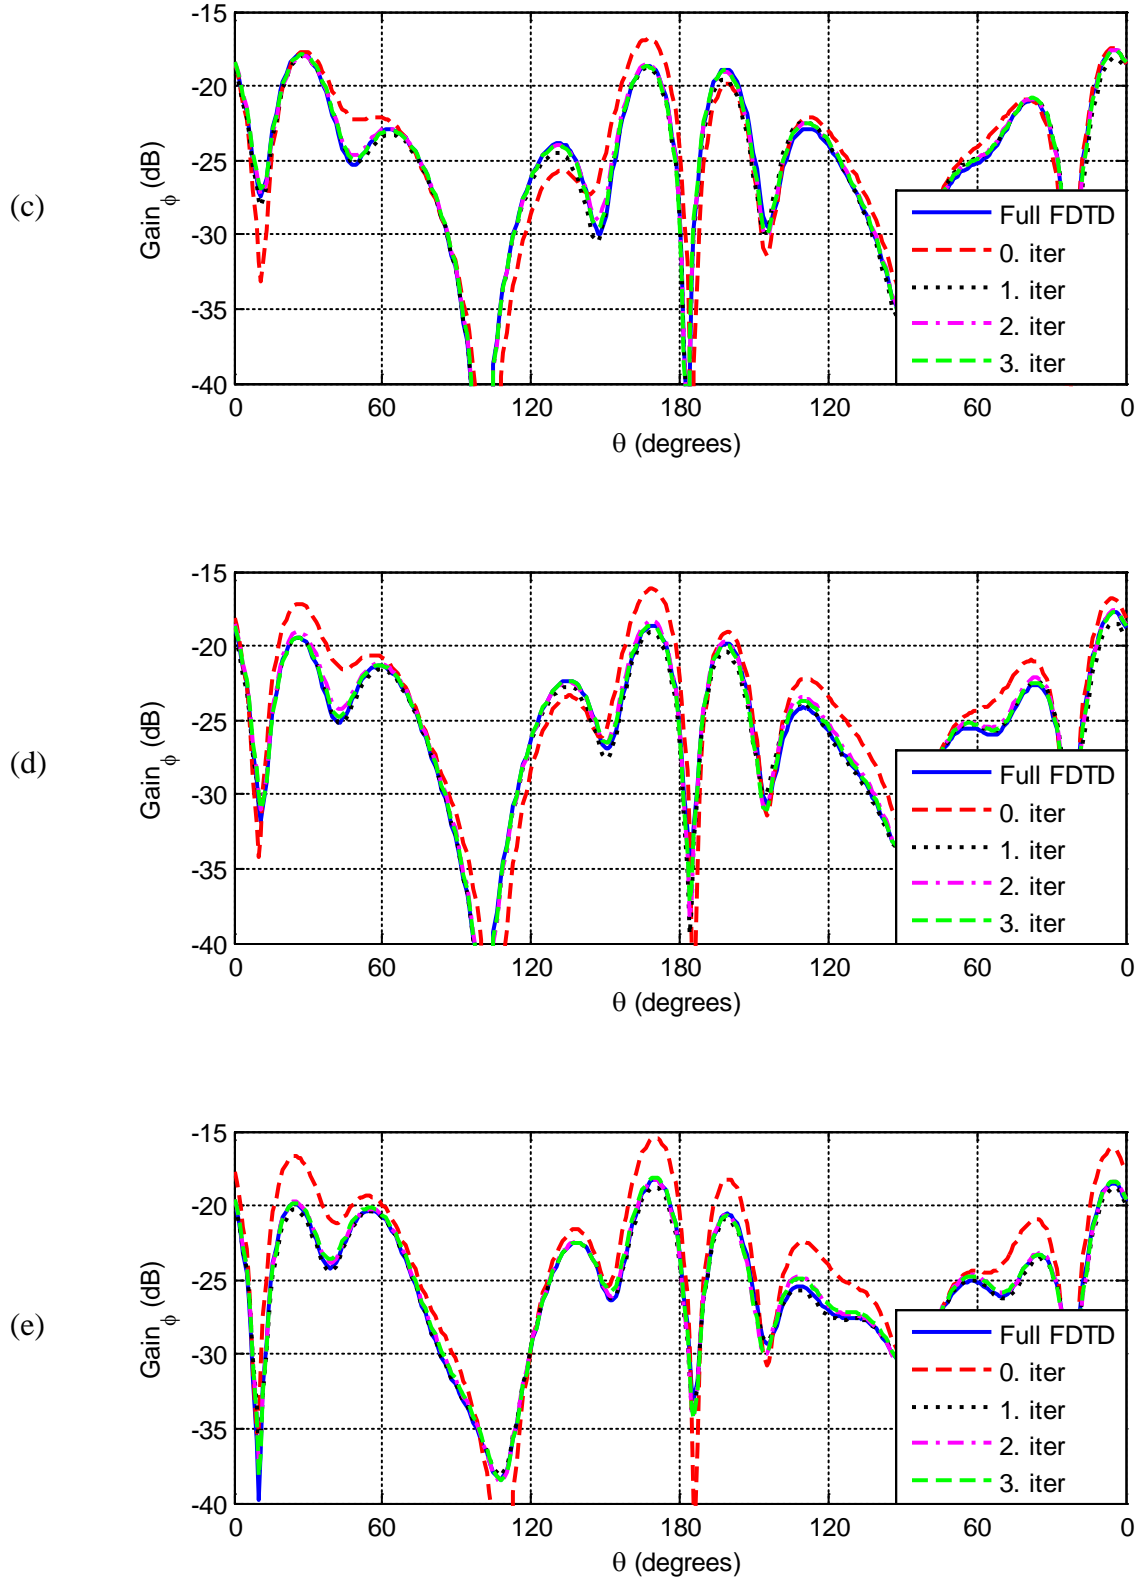 (c)
Gain_ϕ (dB)
-15
-20
-25
-30
-35
-40
0 60 120 180 120 60 0
θ (degrees)
Full FDTD
0. iter
1. iter
2. iter
3. iter
(d)
Gain_ϕ (dB)
-15
-20
-25
-30
-35
-40
0 60 120 180 120 60 0
θ (degrees)
Full FDTD
0. iter
1. iter
2. iter
3. iter
(e)
Gain_ϕ (dB)
-15
-20
-25
-30
-35
-40
0 60 120 180 120 60 0
θ (degrees)
Full FDTD
0. iter
1. iter
2. iter
3. iter